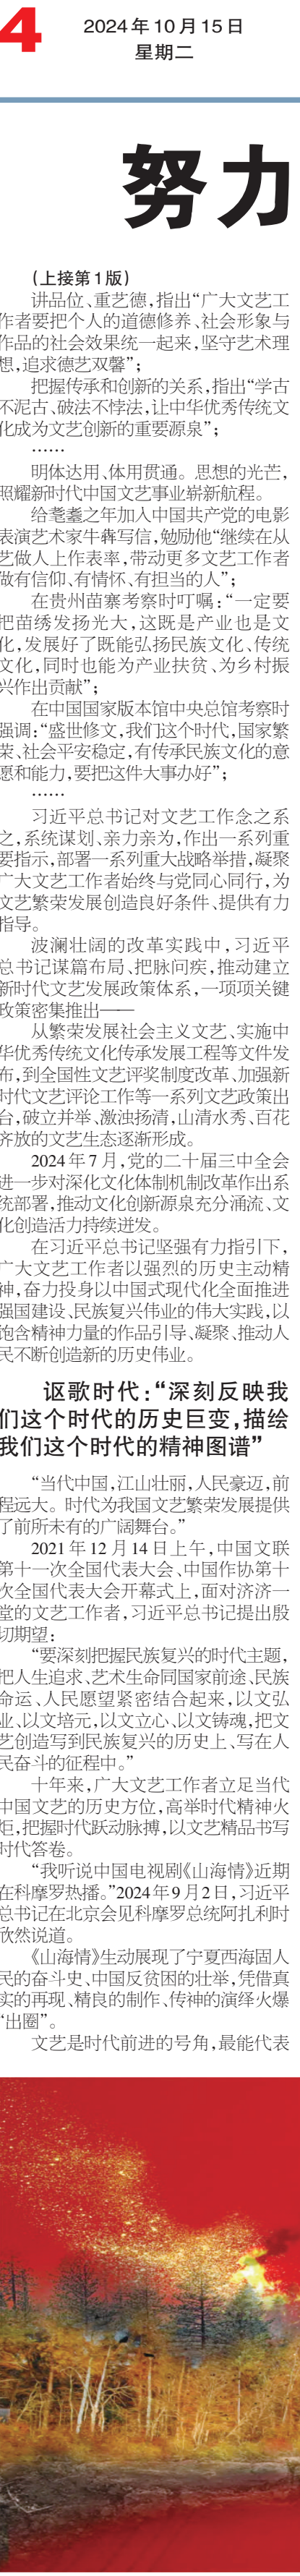 4
2024年10月15日
星期二
努力
（上接第1版）
讲品位、重艺德，指出“广大文艺工
作者要把个人的道德修养、社会形象与
作品的社会效果统一起来，坚守艺术理
想，追求德艺双馨”；
把握传承和创新的关系，指出“学古
不泥古、破法不悖法，让中华优秀传统文
化成为文艺创新的重要源泉”；
……
明体达用、体用贯通。思想的光芒，
照耀新时代中国文艺事业崭新航程。
给耄耋之年加入中国共产党的电影
表演艺术家牛犇写信，勉励他“继续在从
艺做人上作表率，带动更多文艺工作者
做有信仰、有情怀、有担当的人”；
在贵州苗寨考察时叮嘱：“一定要
把苗绣发扬光大，这既是产业也是文
化，发展好了既能弘扬民族文化、传统
文化，同时也能为产业扶贫、为乡村振
兴作出贡献”；
在中国国家版本馆中央总馆考察时
强调：“盛世修文，我们这个时代，国家繁
荣、社会平安稳定，有传承民族文化的意
愿和能力，要把这件大事办好”；
……
习近平总书记对文艺工作念之系
之，系统谋划、亲力亲为，作出一系列重
要指示，部署一系列重大战略举措，凝聚
广大文艺工作者始终与党同心同行，为
文艺繁荣发展创造良好条件、提供有力
指导。
波澜壮阔的改革实践中，习近平
总书记谋篇布局、把脉问疾，推动建立
新时代文艺发展政策体系，一项项关键
政策密集推出——
从繁荣发展社会主义文艺、实施中
华优秀传统文化传承发展工程等文件发
布，到全国性文艺评奖制度改革、加强新
时代文艺评论工作等一系列文艺政策出
台，破立并举、激浊扬清，山清水秀、百花
齐放的文艺生态逐渐形成。
2024年7月，党的二十届三中全会
进一步对深化文化体制机制改革作出系
统部署，推动文化创新源泉充分涌流、文
化创造活力持续迸发。
在习近平总书记坚强有力指引下，
广大文艺工作者以强烈的历史主动精
神，奋力投身以中国式现代化全面推进
强国建设、民族复兴伟业的伟大实践，以
饱含精神力量的作品引导、凝聚、推动人
民不断创造新的历史伟业。
讴歌时代：“深刻反映我
们这个时代的历史巨变，描绘
我们这个时代的精神图谱”
“当代中国，江山壮丽，人民豪迈，前
程远大。时代为我国文艺繁荣发展提供
了前所未有的广阔舞台。”
2021年12月14日上午，中国文联
第十一次全国代表大会、中国作协第十
次全国代表大会开幕式上，面对济济一
堂的文艺工作者，习近平总书记提出殷
切期望：
“要深刻把握民族复兴的时代主题，
把人生追求、艺术生命同国家前途、民族
命运、人民愿望紧密结合起来，以文弘
业、以文培元，以文立心、以文铸魂，把文
艺创造写到民族复兴的历史上、写在人
民奋斗的征程中。”
十年来，广大文艺工作者立足当代
中国文艺的历史方位，高举时代精神火
炬，把握时代跃动脉搏，以文艺精品书写
时代答卷。
“我听说中国电视剧《山海情》近期
在科摩罗热播。”2024年9月2日，习近平
总书记在北京会见科摩罗总统阿扎利时
欣然说道。
《山海情》生动展现了宁夏西海固人
民的奋斗史、中国反贫困的壮举，凭借真
实的再现、精良的制作、传神的演绎火爆
“出圈”。
文艺是时代前进的号角，最能代表